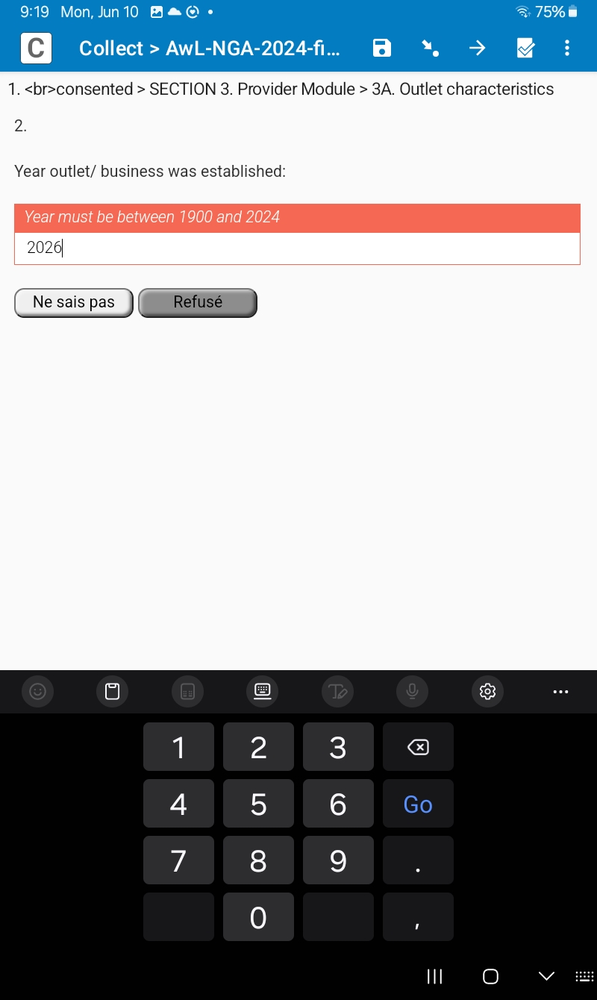 9:19 Mon, Jun 10 75%
C Collect > AwL-NGA-2024-fi...
1. <br>consented > SECTION 3. Provider Module > 3A. Outlet characteristics
2.
Year outlet/ business was established:
Year must be between 1900 and 2024
2026
Ne sais pas Refusé
1 2 3
4 5 6 Go
7 8 9 .
0 ,